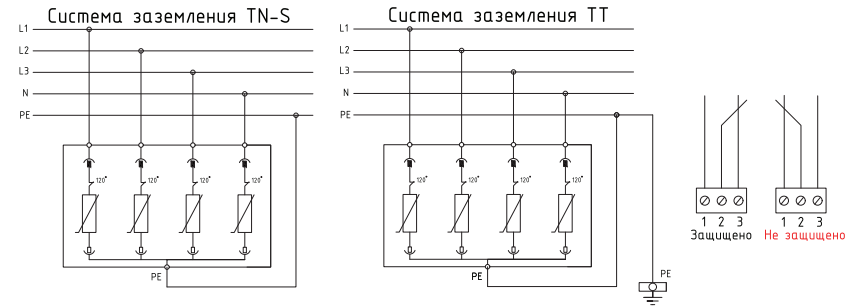 Система заземления TN-S
L1
L2
L3
N
PE
120°
120°
120°
120°
PE
Система заземления TT
L1
L2
L3
N
PE
120°
120°
120°
120°
PE
PE
1 2 3
Защищено
1 2 3
Не защищено